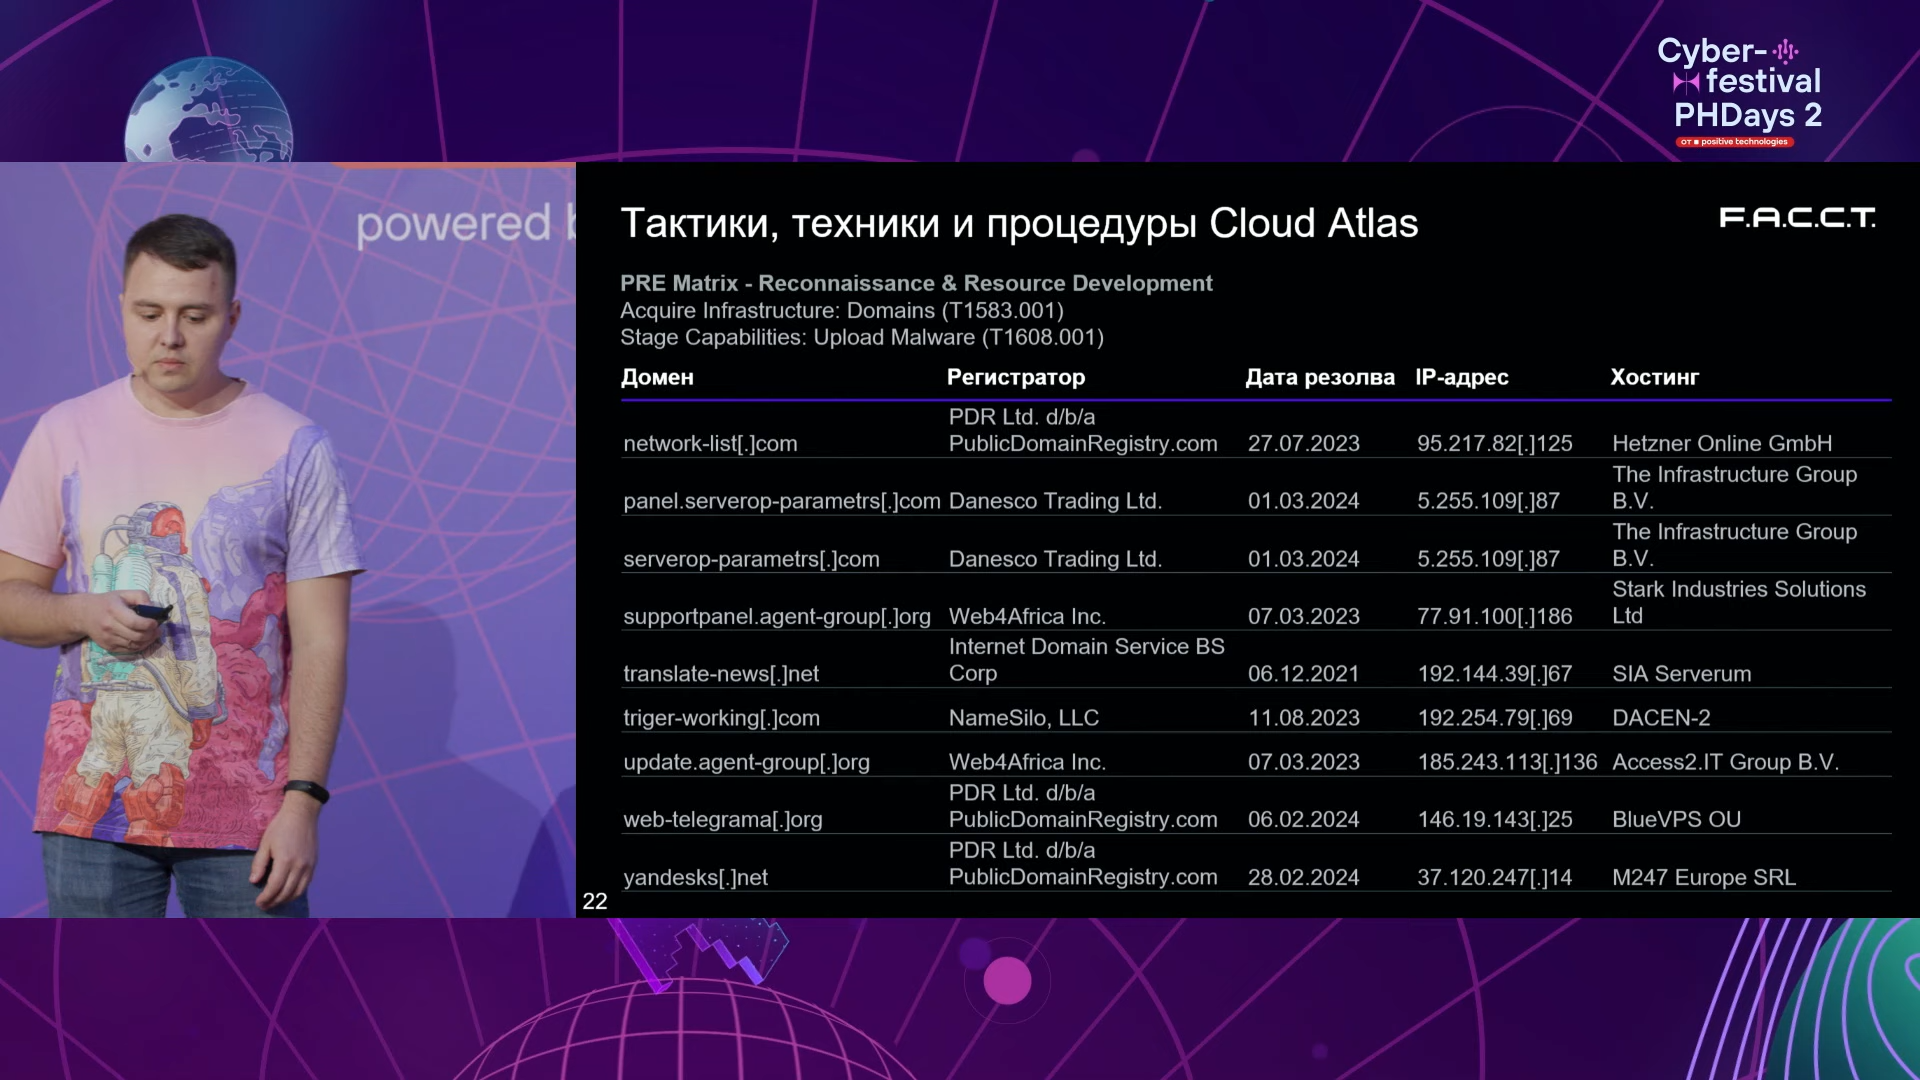 Cyber-
festival
PHDays 2
от positive technologies
powered b
Тактики, техники и процедуры Cloud Atlas
F.A.C.C.T.
PRE Matrix - Reconnaissance & Resource Development
Acquire Infrastructure: Domains (T1583.001)
Stage Capabilities: Upload Malware (T1608.001)
Домен Регистратор Дата резолва IP-адрес Хостинг
PDR Ltd. d/b/a
network-list[.]com PublicDomainRegistry.com 27.07.2023 95.217.82[.]125 Hetzner Online GmbH
The Infrastructure Group
panel.serverop-parametrs[.]com Danesco Trading Ltd. 01.03.2024 5.255.109[.]87 B.V.
The Infrastructure Group
serverop-parametrs[.]com Danesco Trading Ltd. 01.03.2024 5.255.109[.]87 B.V.
Stark Industries Solutions
supportpanel.agent-group[.]org Web4Africa Inc. 07.03.2023 77.91.100[.]186 Ltd
Internet Domain Service BS
translate-news[.]net Corp 06.12.2021 192.144.39[.]67 SIA Serverum
triger-working[.]com NameSilo, LLC 11.08.2023 192.254.79[.]69 DACEN-2
update.agent-group[.]org Web4Africa Inc. 07.03.2023 185.243.113[.]136 Access2.IT Group B.V.
PDR Ltd. d/b/a
web-telegrama[.]org PublicDomainRegistry.com 06.02.2024 146.19.143[.]25 BlueVPS OU
PDR Ltd. d/b/a
yandesks[.]net PublicDomainRegistry.com 28.02.2024 37.120.247[.]14 M247 Europe SRL
22